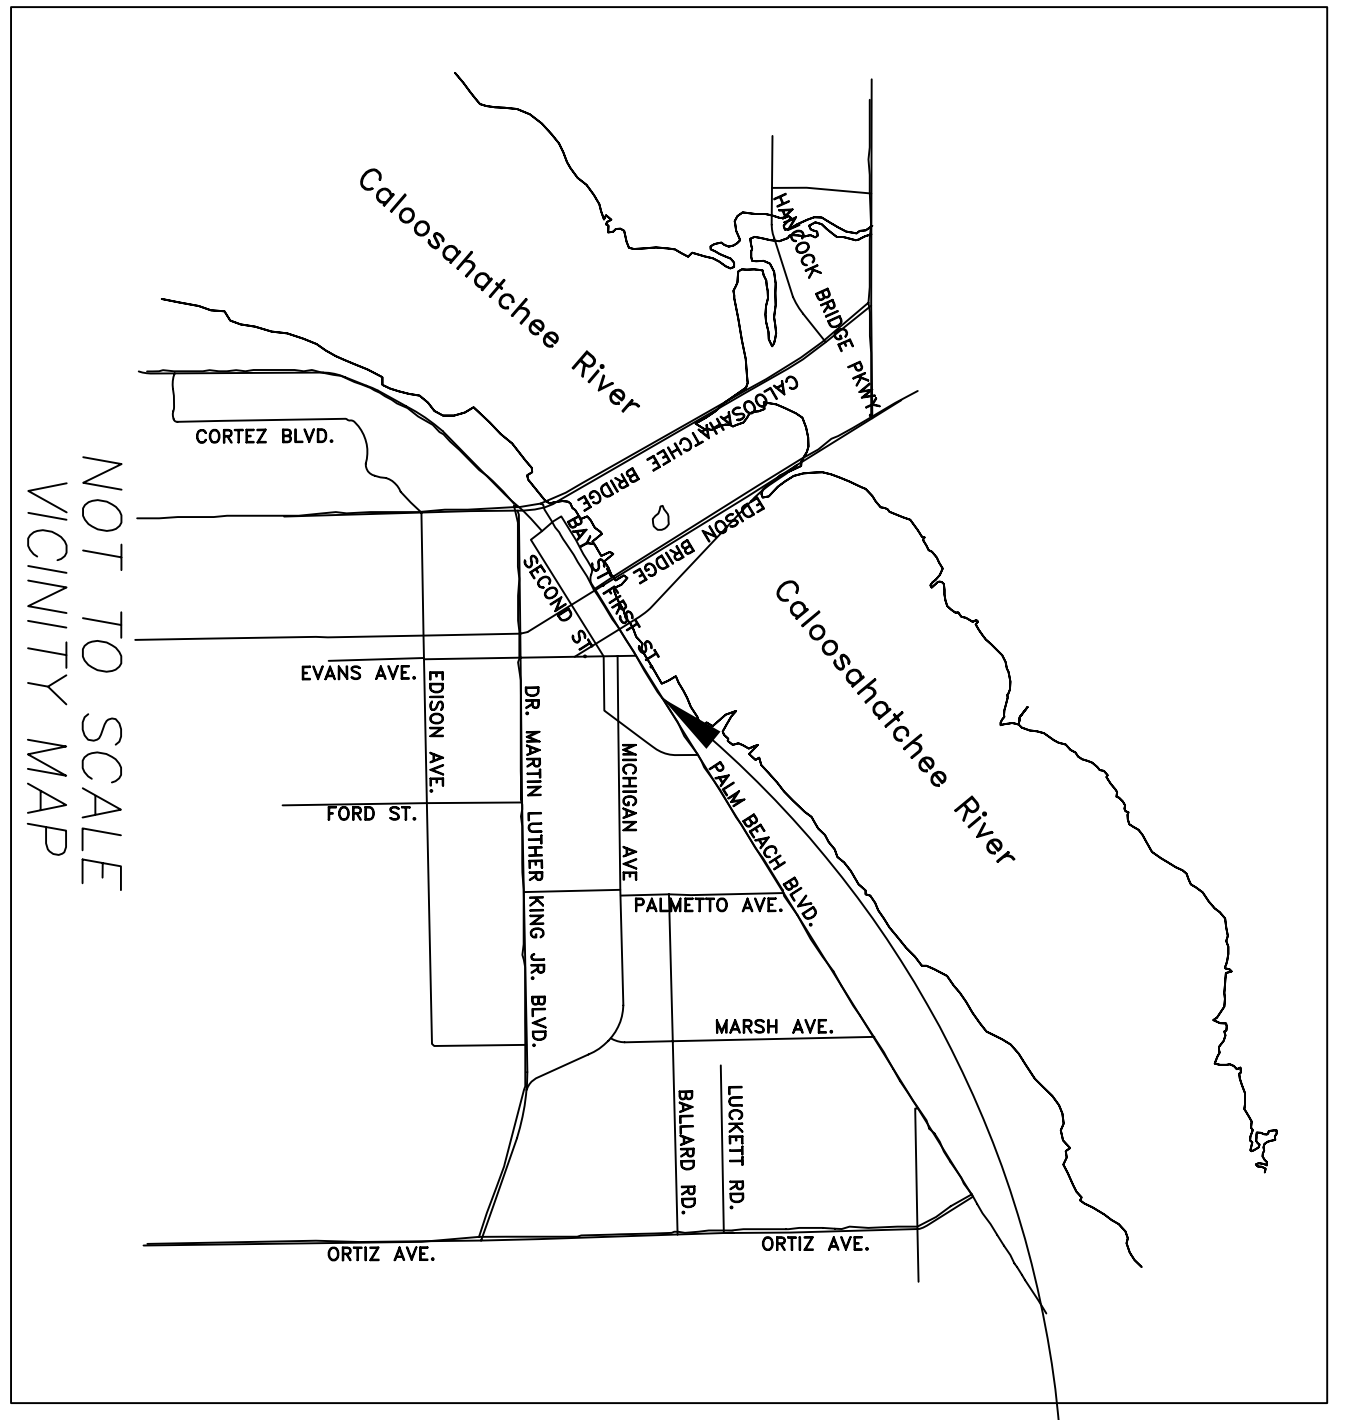 Caloosahatchee River
HANCOCK BRIDGE PKWY
CALOOSAHATCHEE BRIDGE
CORTEZ BLVD.
EDISON BRIDGE
BAY ST.
FIRST ST.
SECOND ST.
Caloosahatchee River
EVANS AVE.
EDISON AVE.
DR. MARTIN LUTHER KING JR. BLVD.
MICHIGAN AVE
PALM BEACH BLVD.
FORD ST.
PALMETTO AVE.
MARSH AVE.
BALLARD RD.
LUCKETT RD.
ORTIZ AVE.
ORTIZ AVE.
NOT TO SCALE
VICINITY MAP